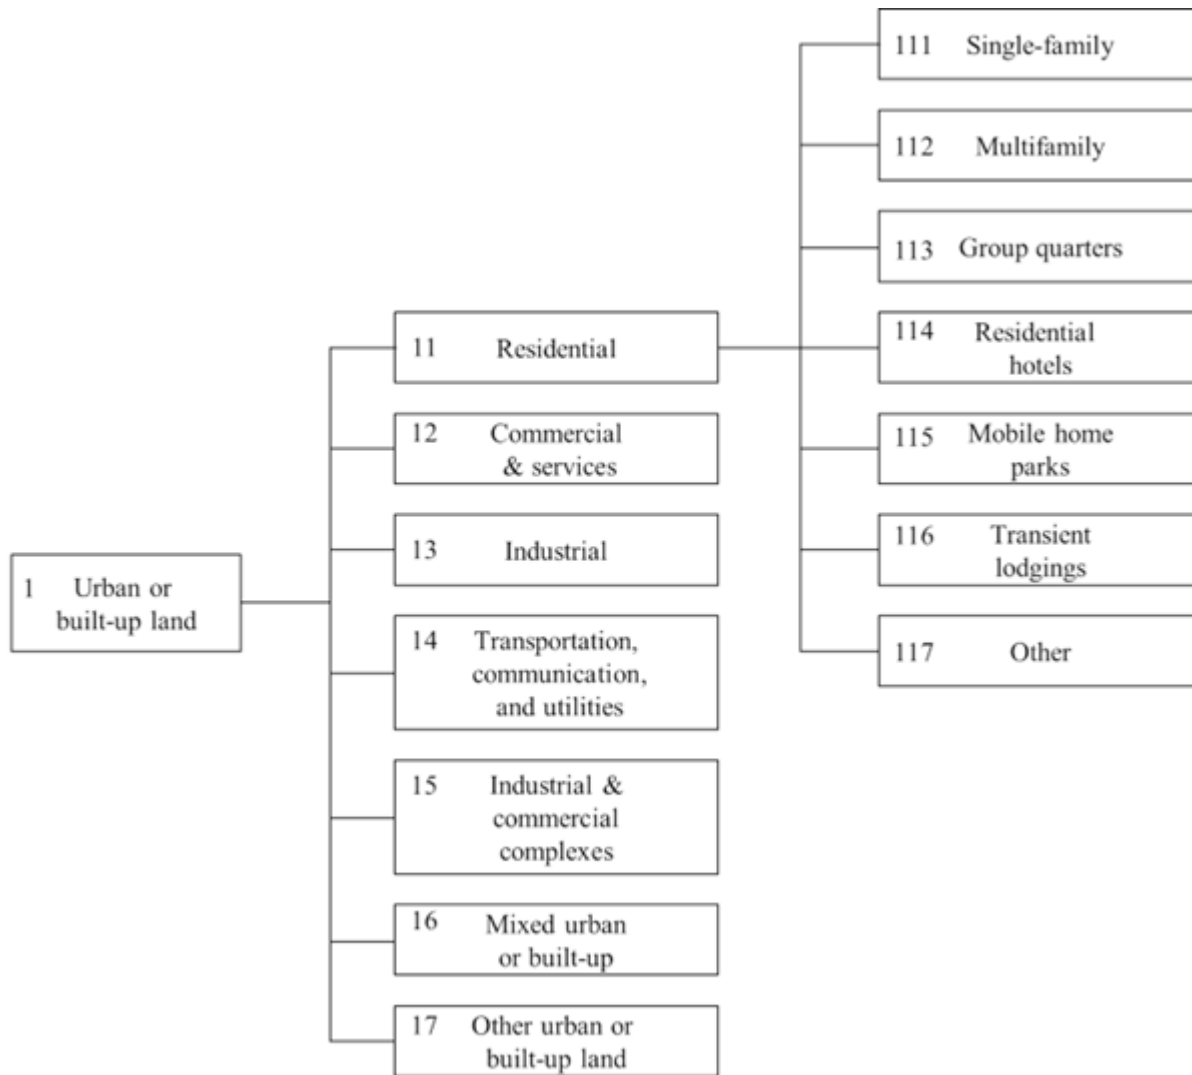 1 Urban or
built-up land
11 Residential
12 Commercial
& services
13 Industrial
14 Transportation,
communication,
and utilities
15 Industrial &
commercial
complexes
16 Mixed urban
or built-up
17 Other urban or
built-up land
111 Single-family
112 Multifamily
113 Group quarters
114 Residential
hotels
115 Mobile home
parks
116 Transient
lodgings
117 Other